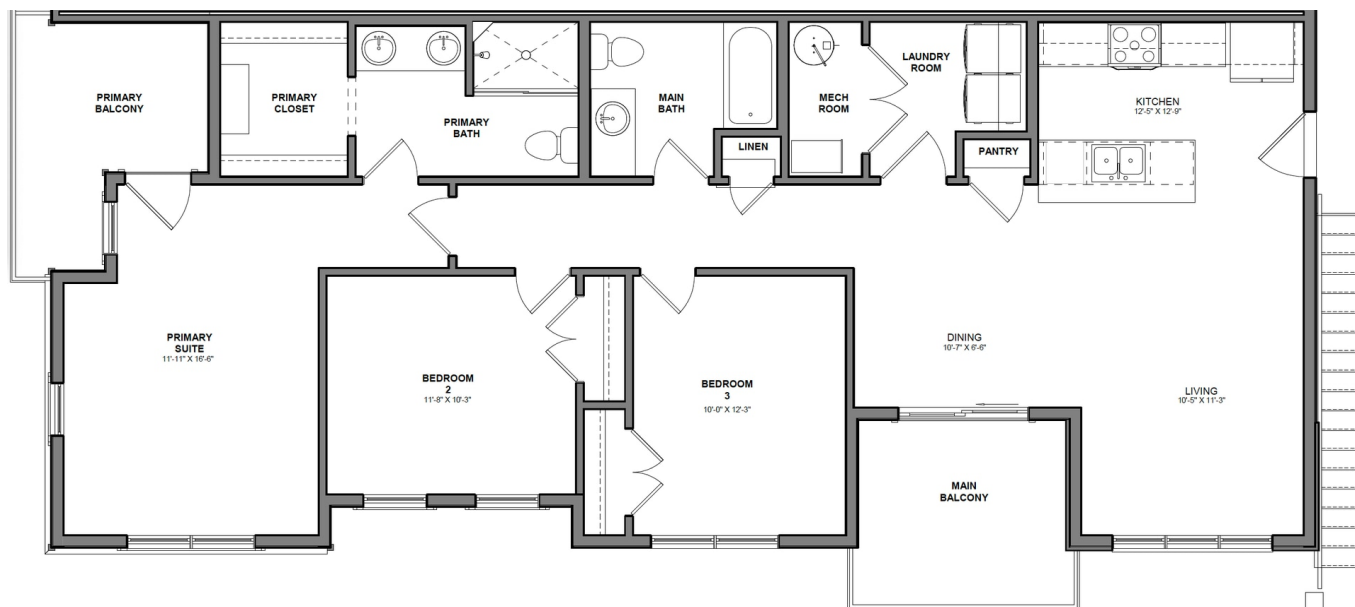 PRIMARY
BALCONY
PRIMARY
CLOSET
PRIMARY
BATH
MAIN
BATH
LINEN
MECH
ROOM
LAUNDRY
ROOM
PANTRY
KITCHEN
12'-5" X 12'-9"
PRIMARY
SUITE
11'-11" X 16'-6"
BEDROOM
2
11'-8" X 10'-3"
BEDROOM
3
10'-0" X 12'-3"
DINING
10'-7" X 6'-6"
LIVING
10'-5" X 11'-3"
MAIN
BALCONY